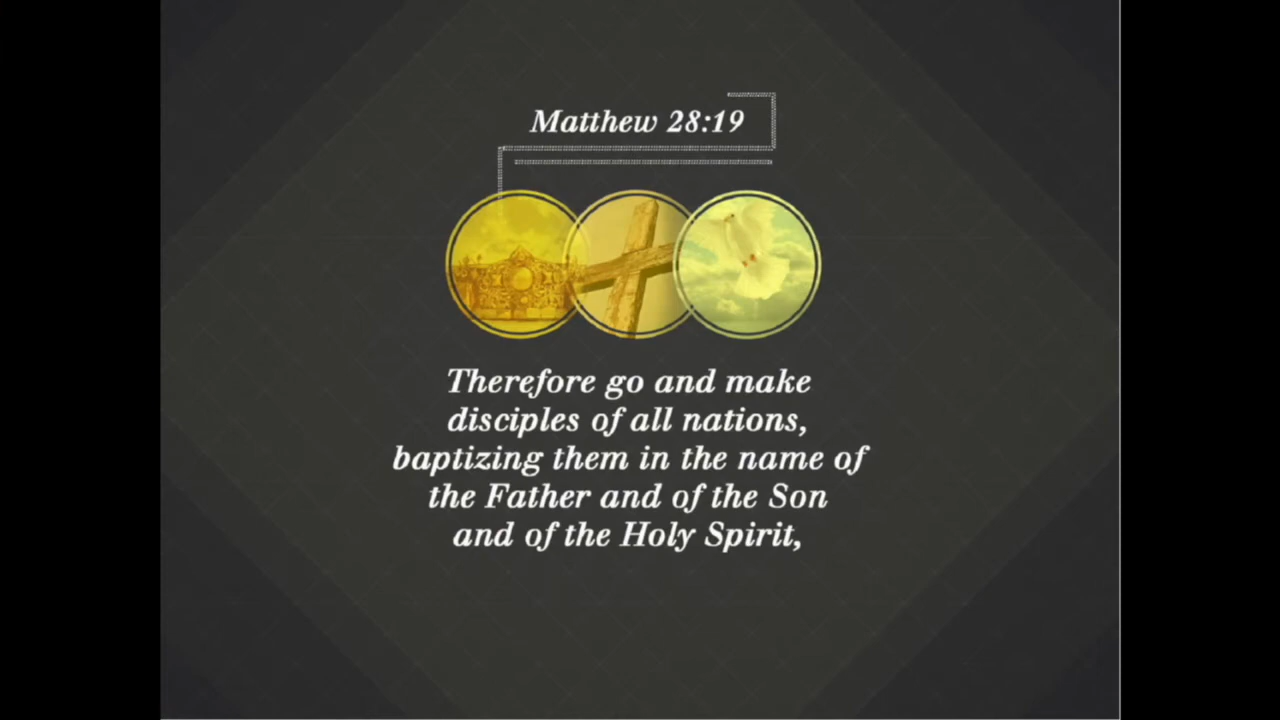 Matthew 28:19
Therefore go and make
disciples of all nations,
baptizing them in the name of
the Father and of the Son
and of the Holy Spirit,